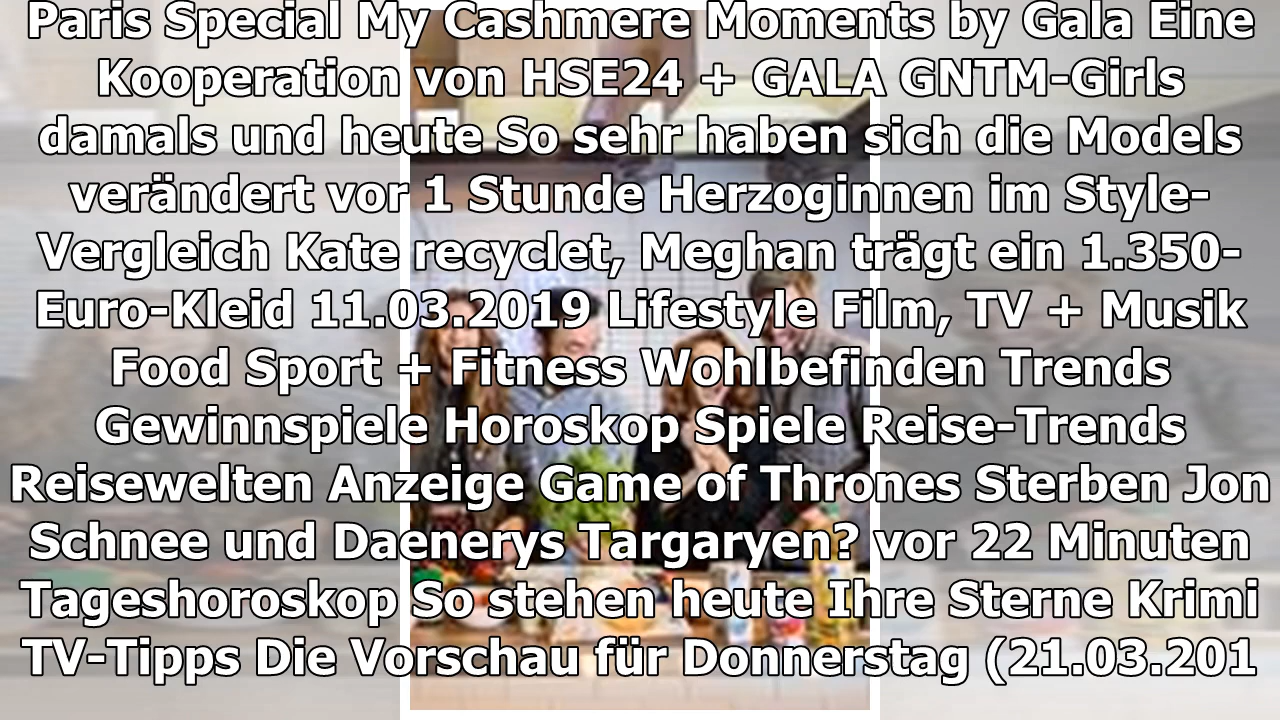 Paris Special My Cashmere Moments by Gala Eine
Kooperation von HSE24 + GALA GNTM-Girls
damals und heute So sehr haben sich die Models
verändert vor 1 Stunde Herzoginnen im Style-
Vergleich Kate recyclet, Meghan trägt ein 1.350-
Euro-Kleid 11.03.2019 Lifestyle Film, TV + Musik
Food Sport + Fitness Wohlbefinden Trends
Gewinnspiele Horoskop Spiele Reise-Trends
Reisewelten Anzeige Game of Thrones Sterben Jon
Schnee und Daenerys Targaryen? vor 22 Minuten
Tageshoroskop So stehen heute Ihre Sterne Krimi
TV-Tipps Die Vorschau für Donnerstag (21.03.201